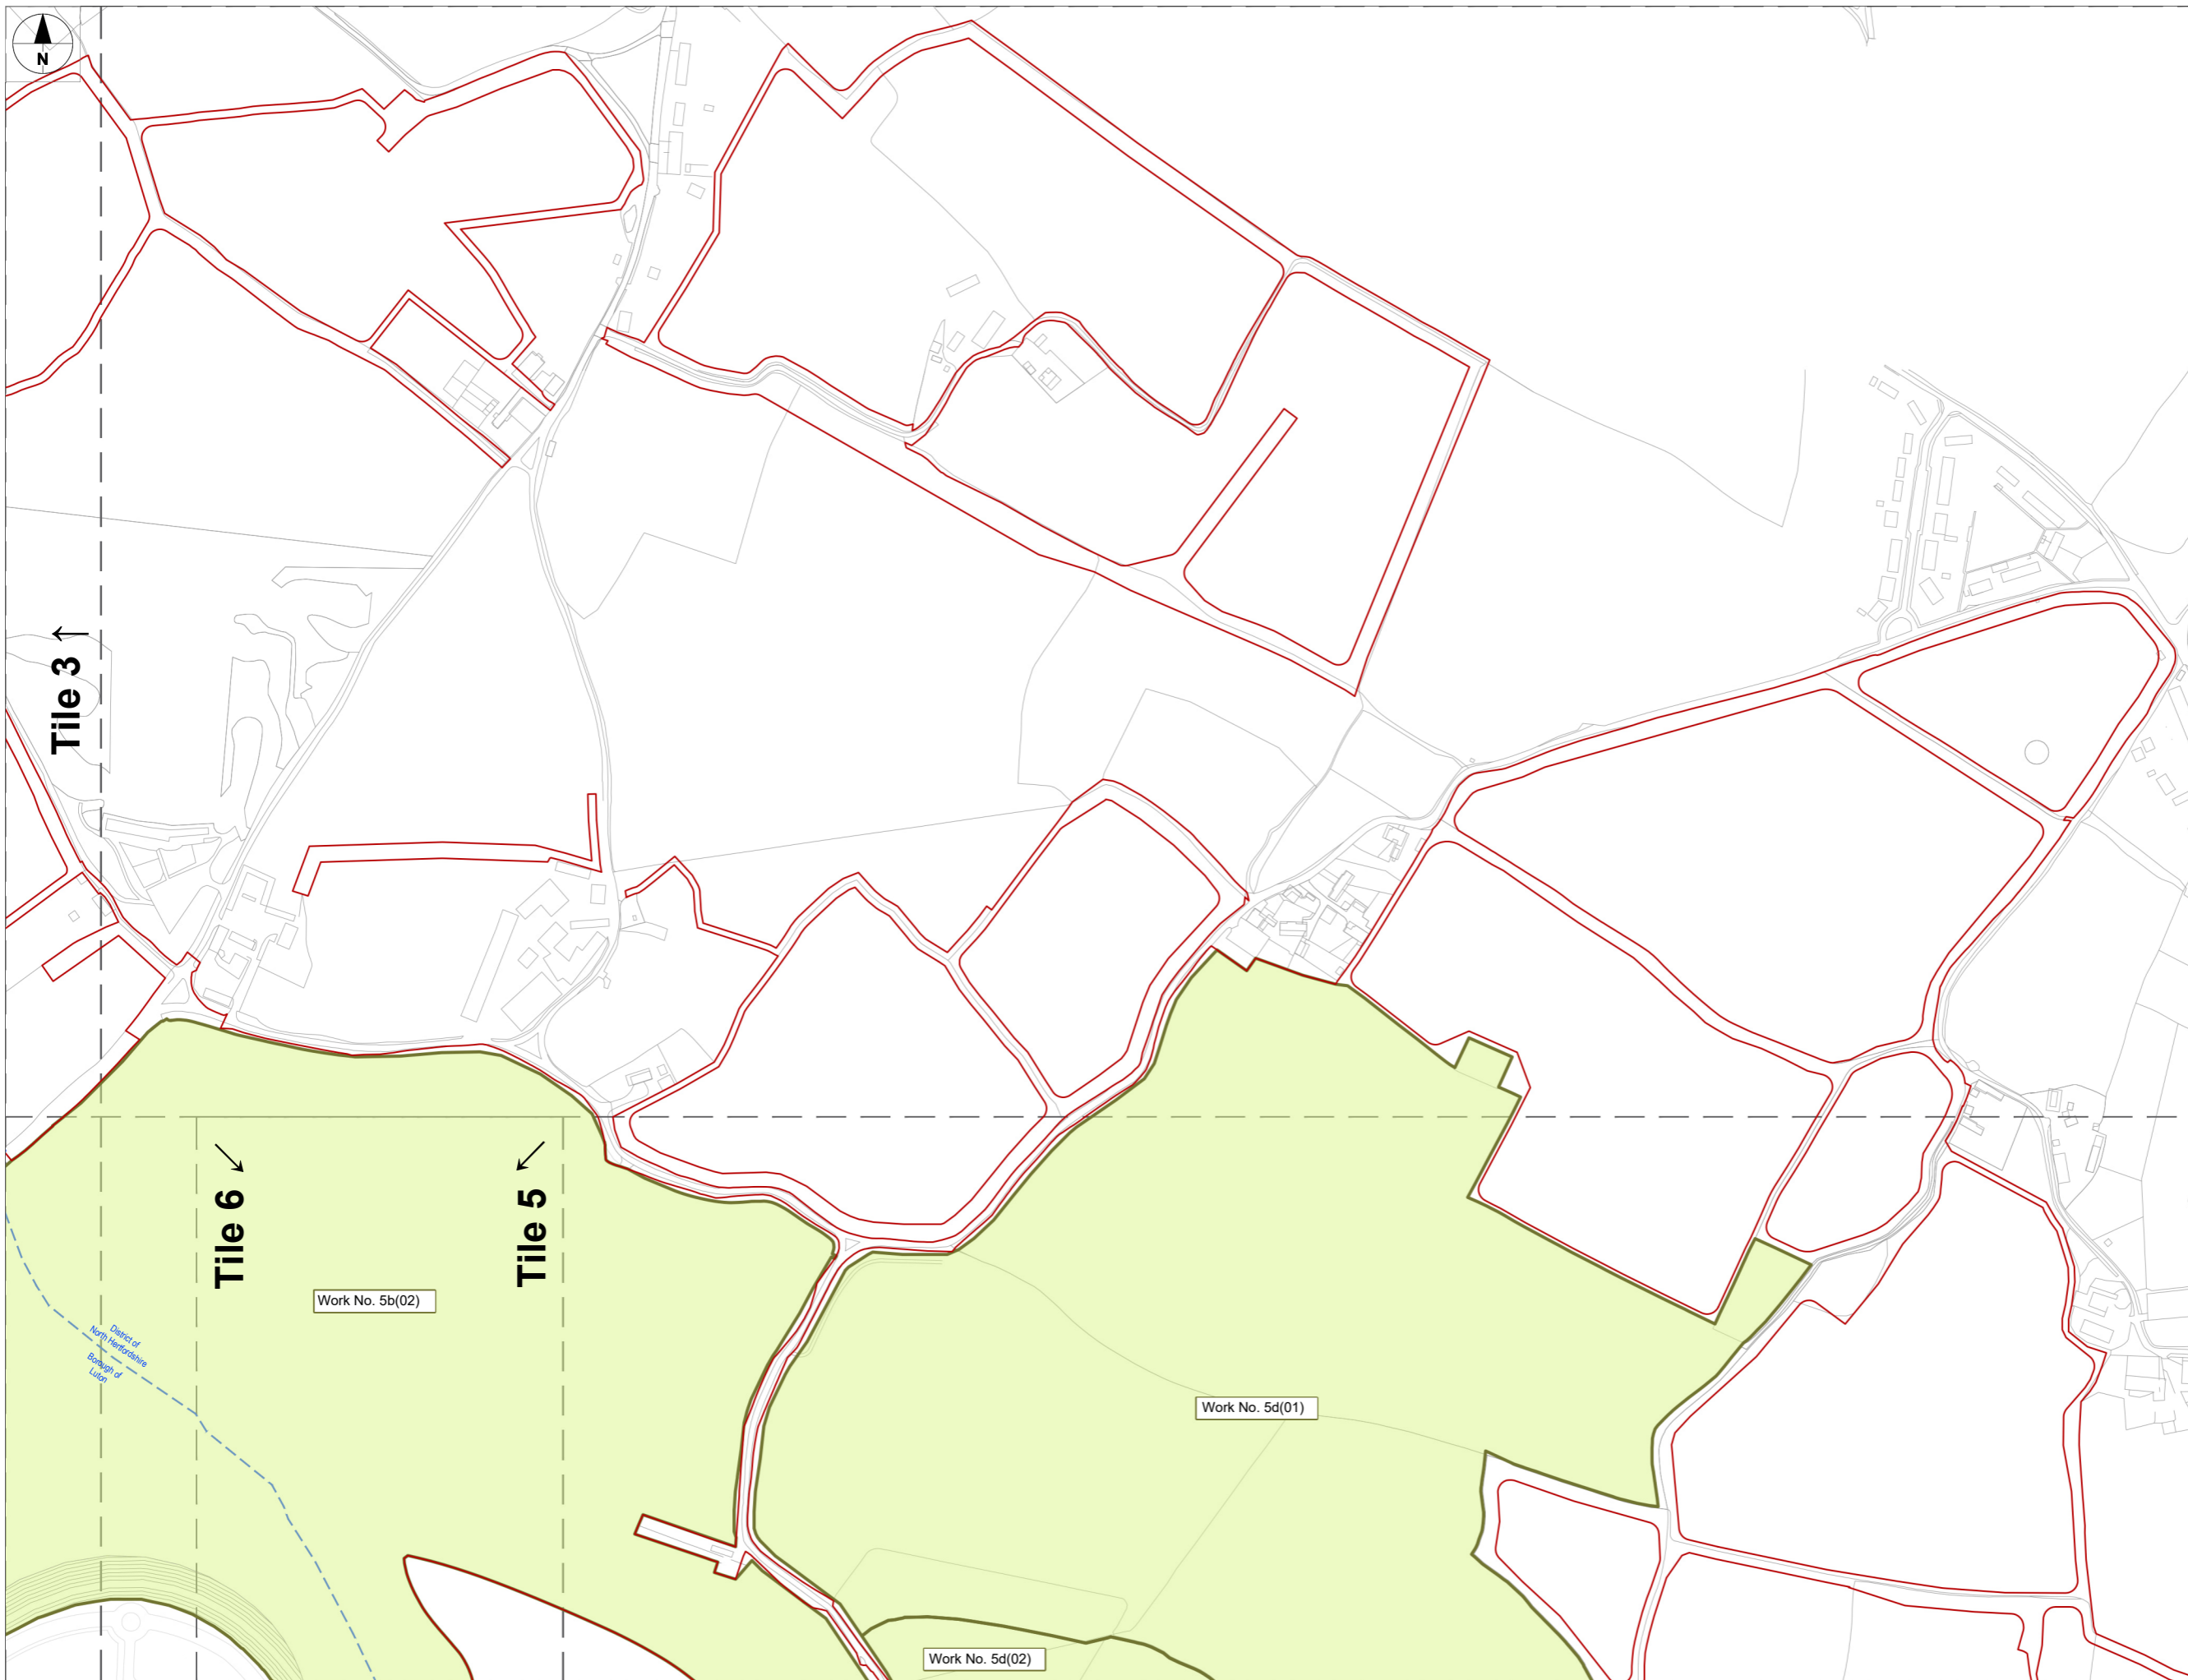 N
Tile 3
Tile 6
Tile 5
Work No. 5b(02)
District of
North Hertfordshire
Borough of
Luton
Work No. 5d(01)
Work No. 5d(02)